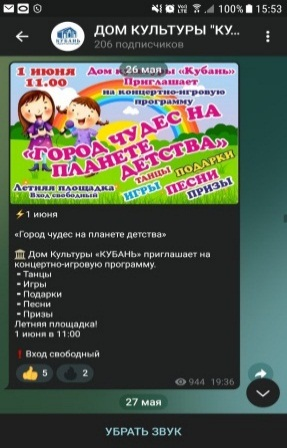 15:53
100%
ДОМ КУЛЬТУРЫ "КУ...
206 подписчиков
КУБАНЬ
26 мая
1 ИЮНЯ
11.00
Дом культуры «Кубань»
Приглашает
на концертно-игровую
программу
«ГОРОД ЧУДЕС НА
ПЛАНЕТЕ
ДЕТСТВА»
ТАНЦЫ
ПОДАРКИ
ИГРЫ
ПЕСНИ
ПРИЗЫ
Летняя площадка
Вход свободный
⚡1 июня
«Город чудес на планете детства»
🏛 Дом Культуры «КУБАНЬ» приглашает на
концертно-игровую программу.
- Танцы
- Игры
- Подарки
- Песни
- Призы
Летняя площадка!
1 июня в 11:00
❗Вход свободный
👍 5
2
944 19:36
27 мая
УБРАТЬ ЗВУК